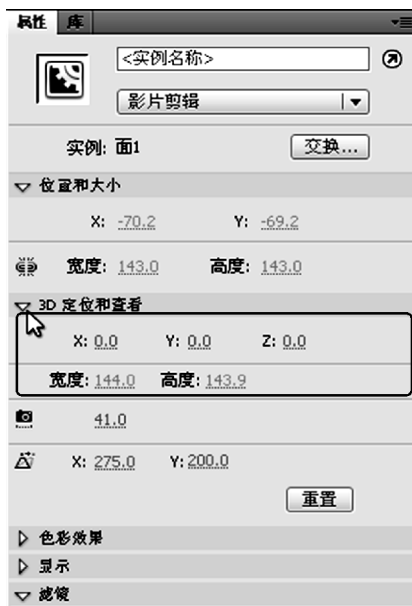 属性 库
<实例名称>
影片剪辑
实例: 面1 交换...
位置和大小
X: -70.2 Y: -69.2
宽度: 143.0 高度: 143.0
3D 定位和查看
X: 0.0 Y: 0.0 Z: 0.0
宽度: 144.0 高度: 143.9
41.0
X: 275.0 Y: 200.0
重置
色彩效果
显示
滤镜